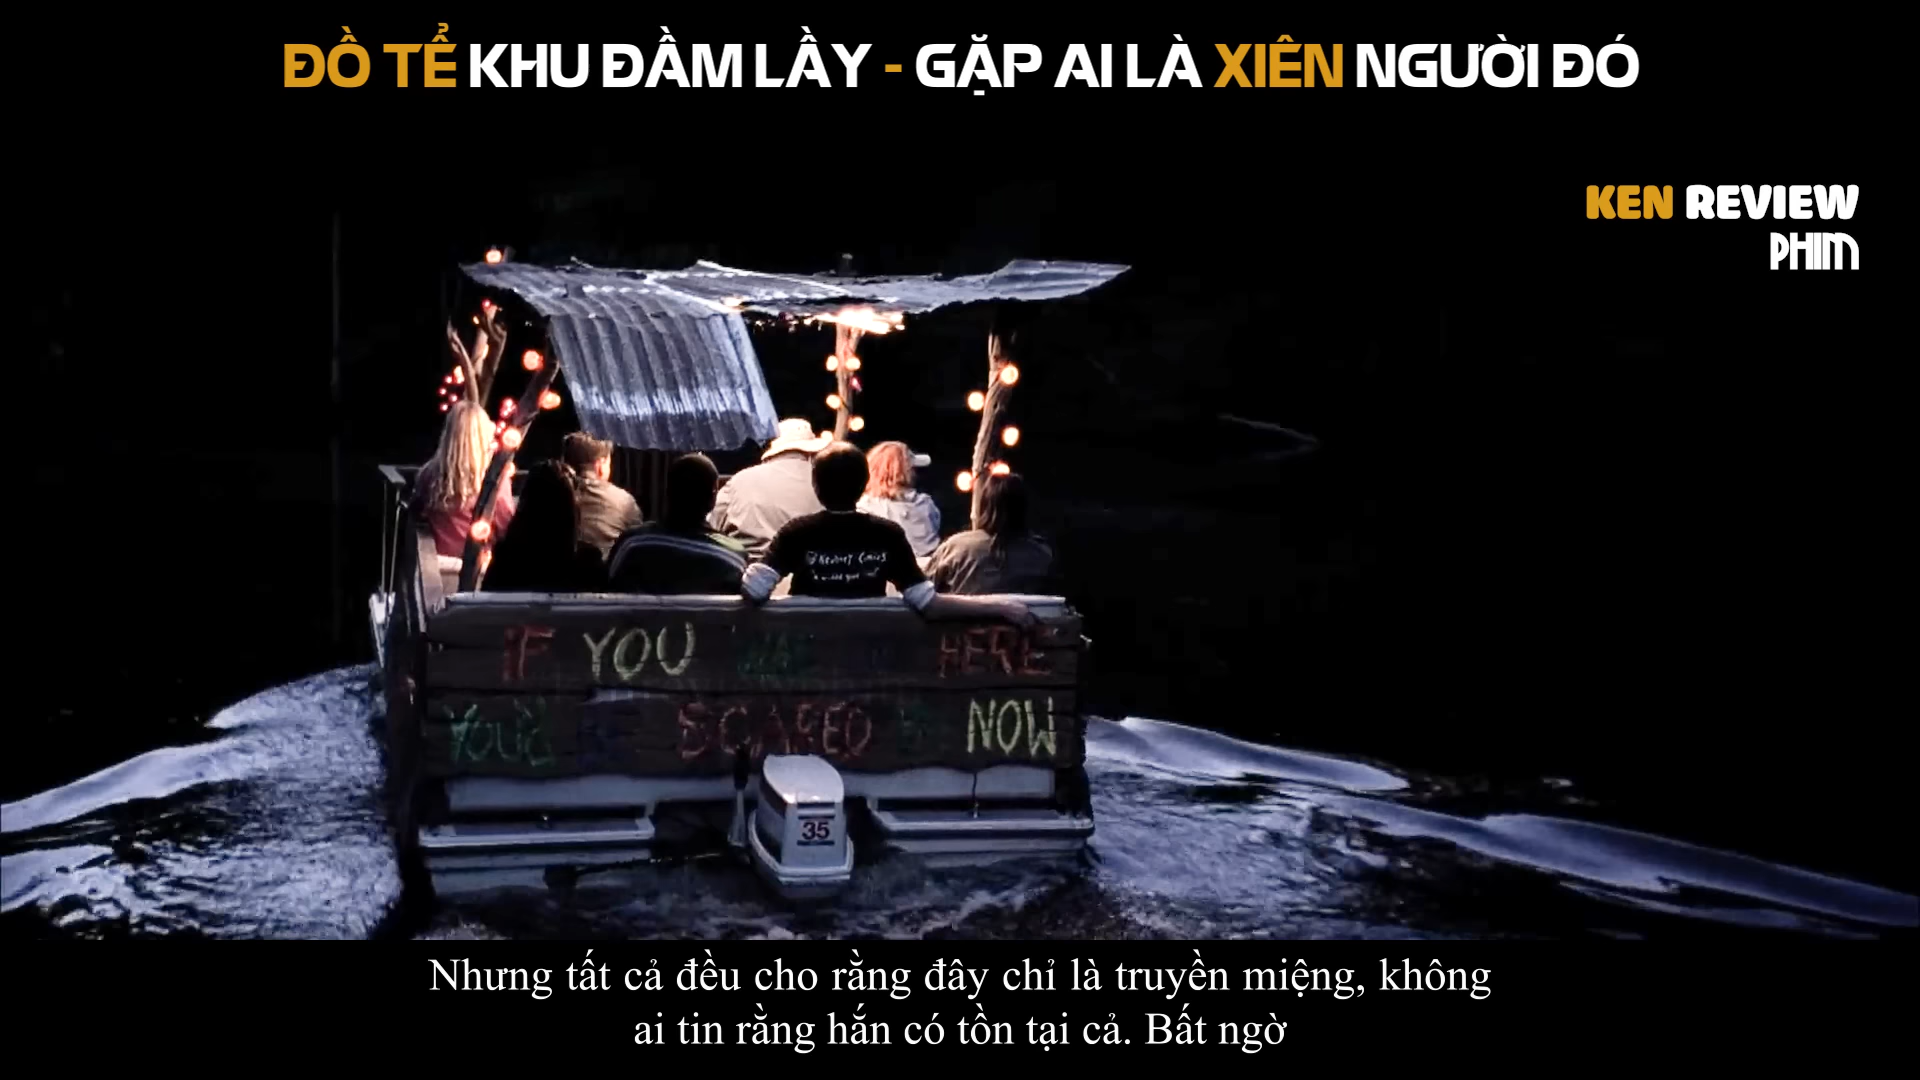 ĐỒ TỂ KHU ĐẦM LẦY - GẶP AI LÀ XIÊN NGƯỜI ĐÓ
KEN REVIEW
PHIM
IF YOU HERE
YOU'D BE SCARED NOW
35
Nhưng tất cả đều cho rằng đây chỉ là truyền miệng, không
ai tin rằng hắn có tồn tại cả. Bất ngờ